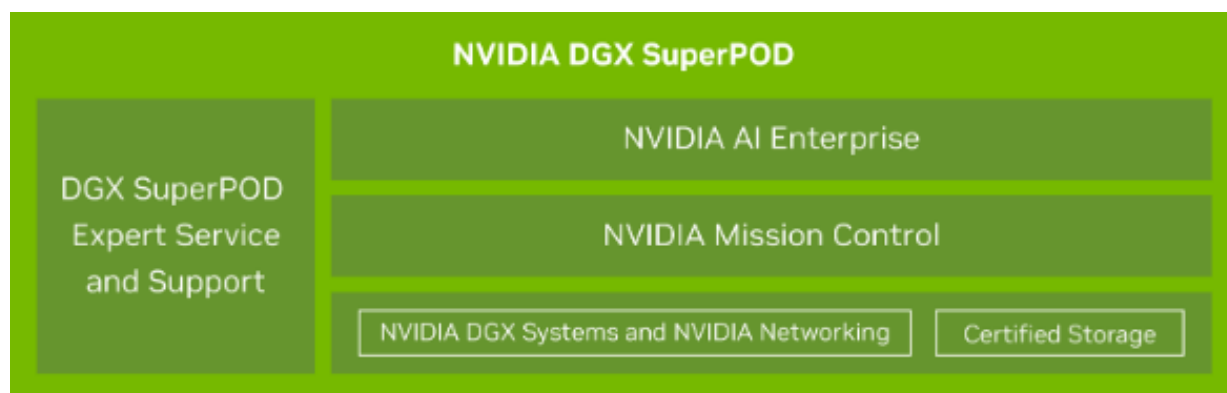 NVIDIA DGX SuperPOD
DGX SuperPOD
Expert Service
and Support
NVIDIA AI Enterprise
NVIDIA Mission Control
NVIDIA DGX Systems and NVIDIA Networking
Certified Storage